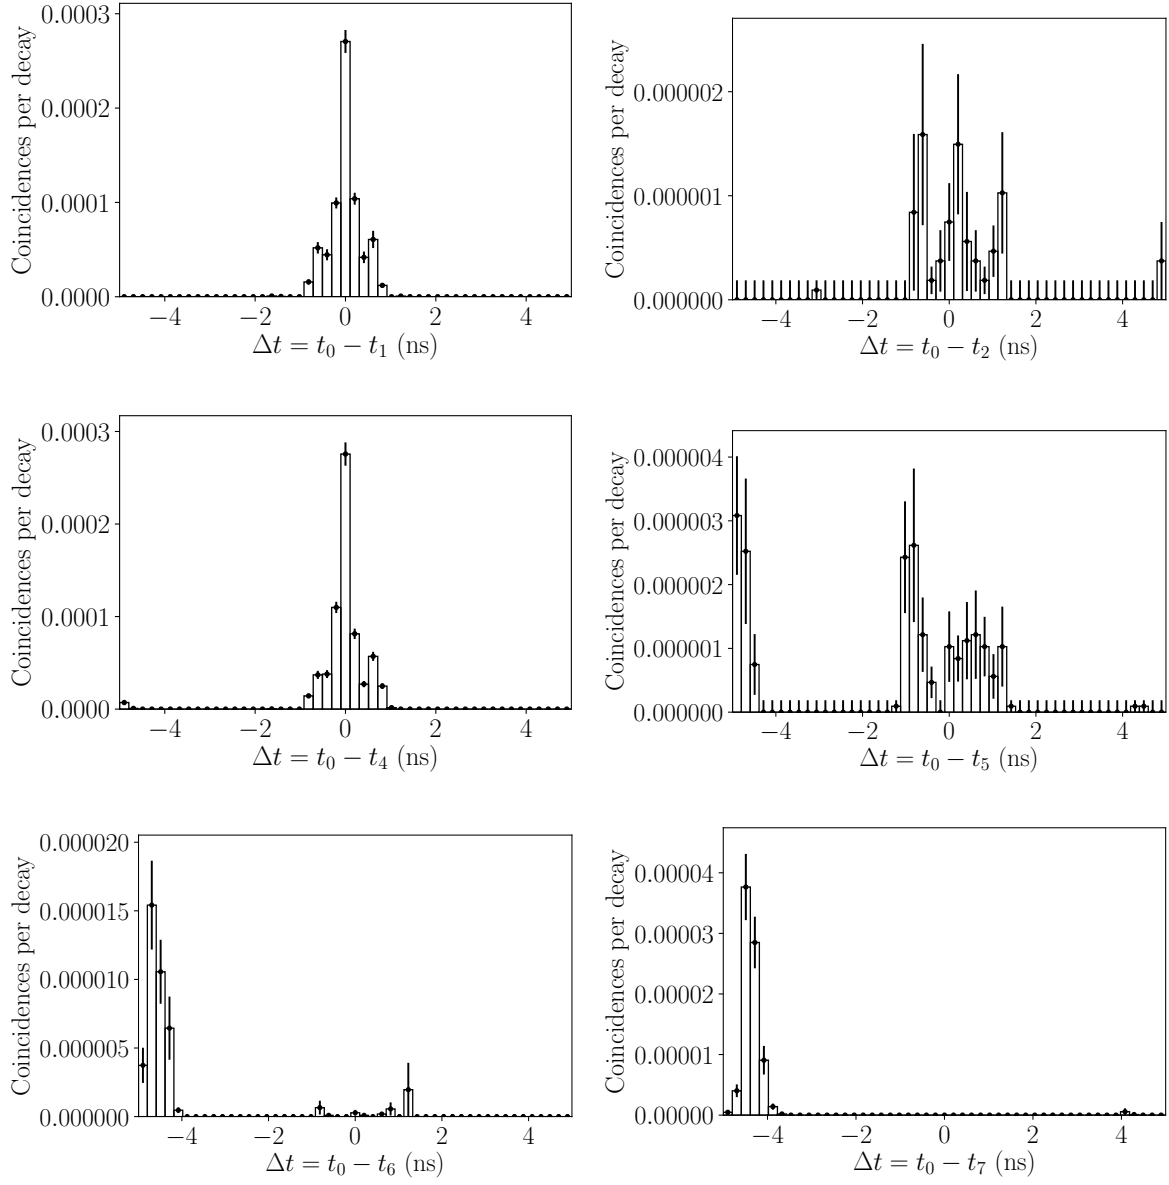 Coincidences per decay
0.0003
0.0002
0.0001
0.0000
−4 −2 0 2 4
Δt = t₀ − t₁ (ns)
Coincidences per decay
0.000002
0.000001
0.000000
−4 −2 0 2 4
Δt = t₀ − t₂ (ns)
Coincidences per decay
0.0003
0.0002
0.0001
0.0000
−4 −2 0 2 4
Δt = t₀ − t₄ (ns)
Coincidences per decay
0.000004
0.000003
0.000002
0.000001
0.000000
−4 −2 0 2 4
Δt = t₀ − t₅ (ns)
Coincidences per decay
0.000020
0.000015
0.000010
0.000005
0.000000
−4 −2 0 2 4
Δt = t₀ − t₆ (ns)
Coincidences per decay
0.00004
0.00003
0.00002
0.00001
0.00000
−4 −2 0 2 4
Δt = t₀ − t₇ (ns)